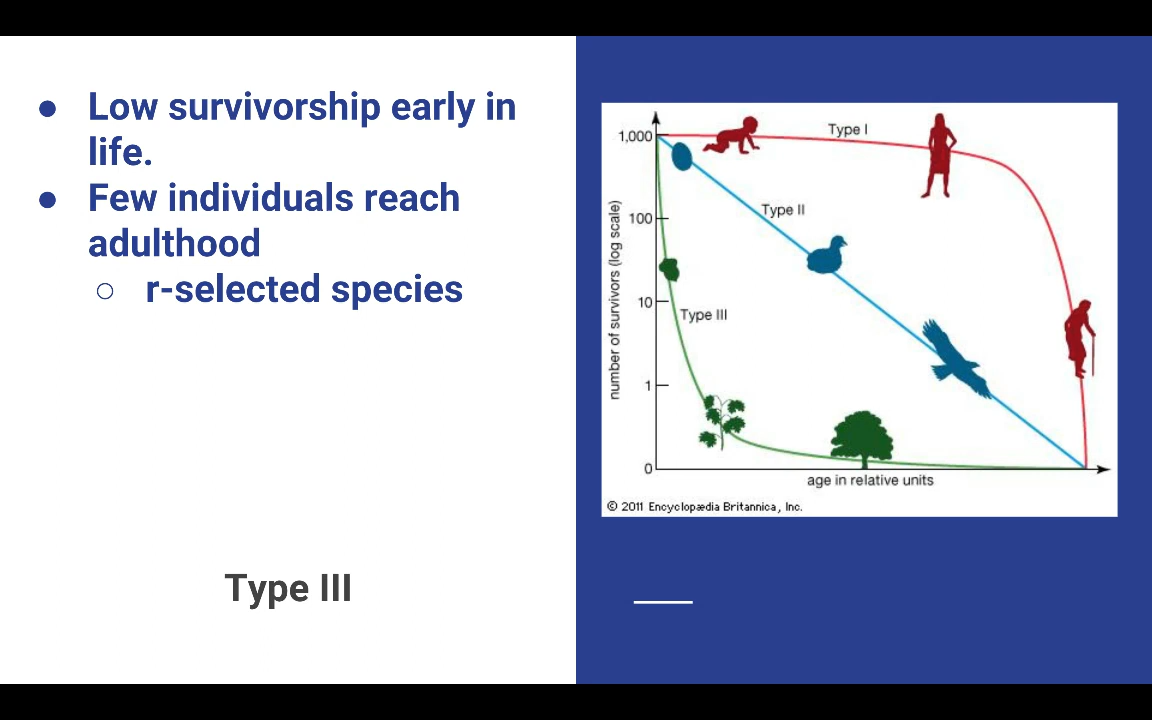 ● Low survivorship early in
life.
● Few individuals reach
adulthood
○ r-selected species
Type III
number of survivors (log scale)
1,000
100
10
1
0
Type I
Type II
Type III
age in relative units
© 2011 Encyclopædia Britannica, Inc.